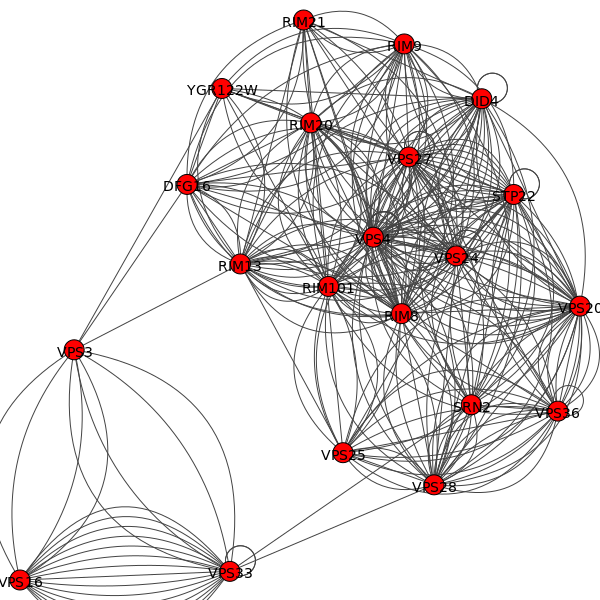 RIM21
RIM9
YGR122W
DID4
RIM20
VPS27
DFG16
STP22
VPS4
VPS24
RIM13
RIM101
VPS20
RIM8
VPS3
SRN2
VPS36
VPS25
VPS28
VPS33
VPS16